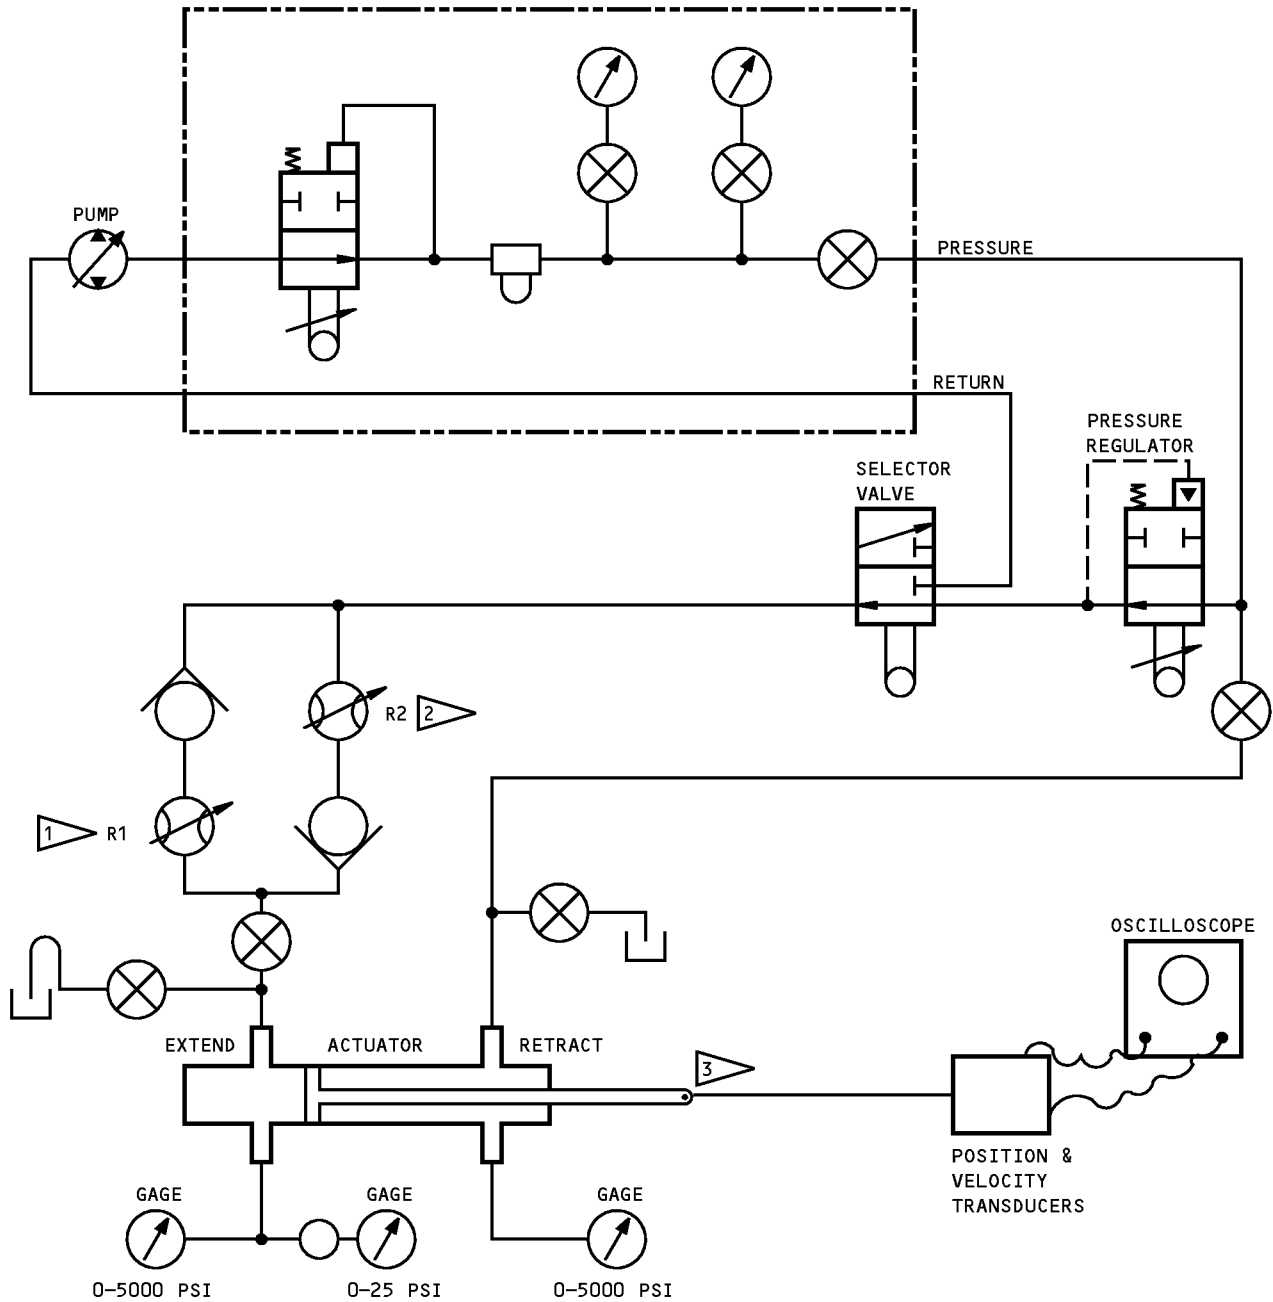 PUMP
PRESSURE
RETURN
PRESSURE
REGULATOR
SELECTOR
VALVE
R2 2
1 R1
OSCILLOSCOPE
EXTEND ACTUATOR RETRACT
3
POSITION &
VELOCITY
TRANSDUCERS
GAGE GAGE GAGE
0-5000 PSI 0-25 PSI 0-5000 PSI